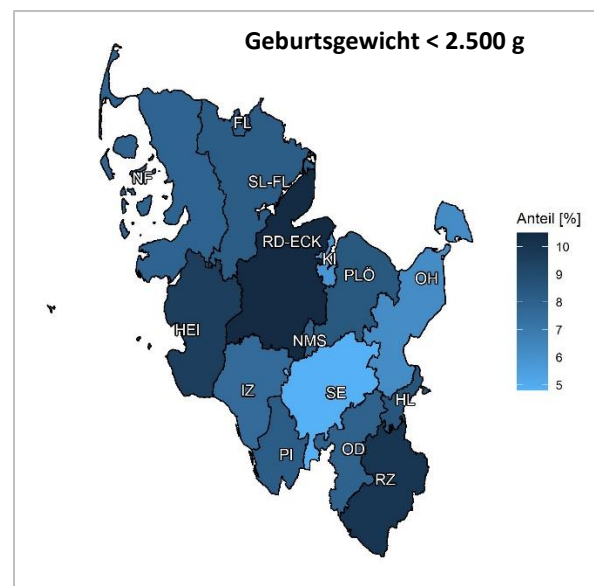 Geburtsgewicht < 2.500 g
FL
NF
SL-FL
RD-ECK
KI
PLÖ
OH
HEI
NMS
IZ
SE
HL
PI
OD
RZ
Anteil [%]
10
9
8
7
6
5